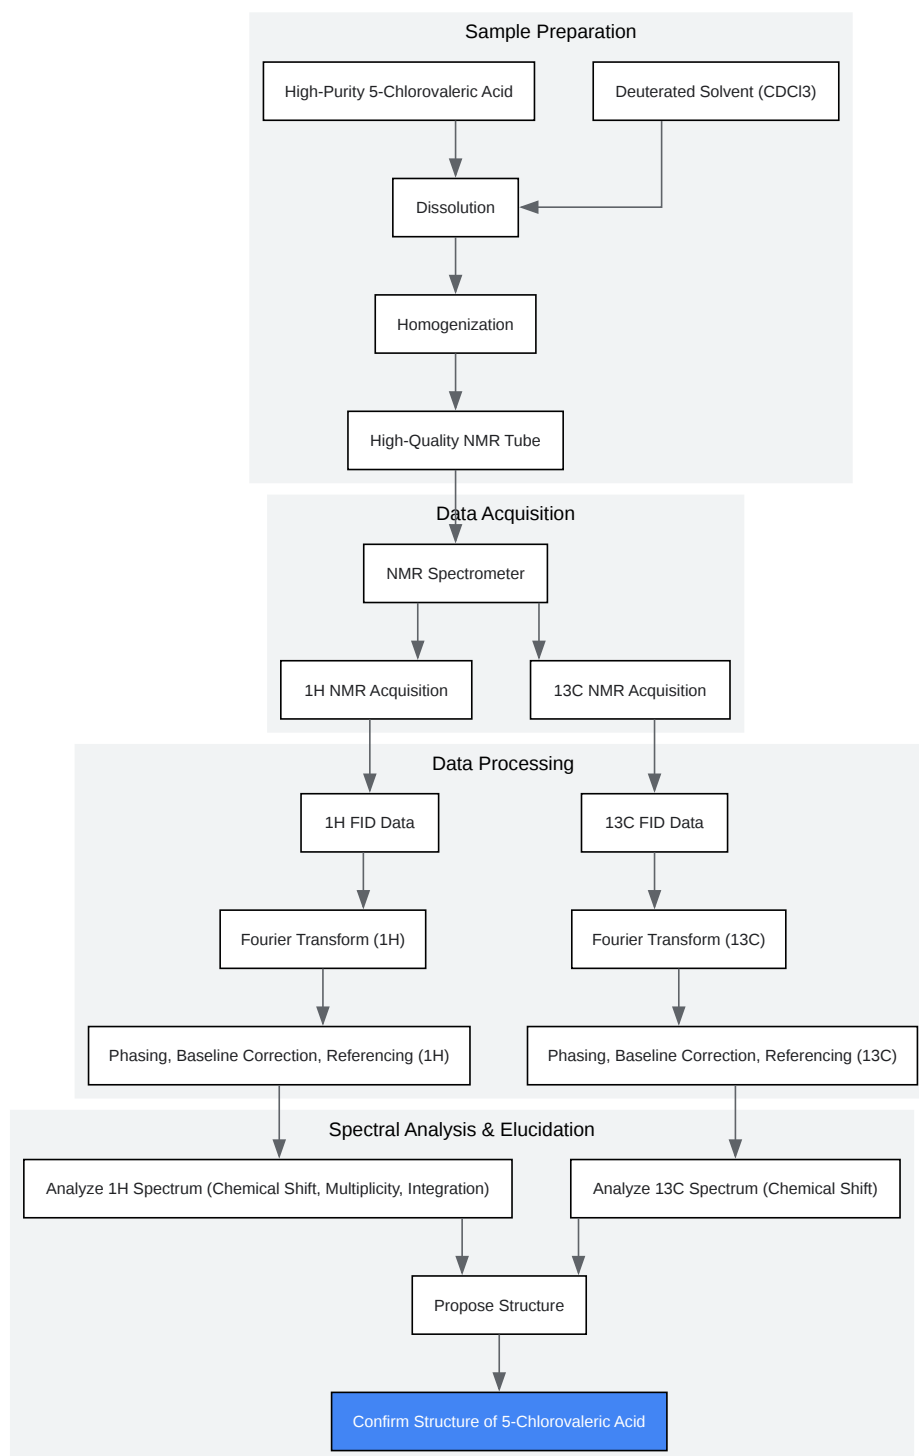 Sample Preparation
High-Purity 5-Chlorovaleric Acid
Deuterated Solvent (CDCl3)
Dissolution
Homogenization
High-Quality NMR Tube
Data Acquisition
NMR Spectrometer
1H NMR Acquisition
13C NMR Acquisition
Data Processing
1H FID Data
13C FID Data
Fourier Transform (1H)
Fourier Transform (13C)
Phasing, Baseline Correction, Referencing (1H)
Phasing, Baseline Correction, Referencing (13C)
Spectral Analysis & Elucidation
Analyze 1H Spectrum (Chemical Shift, Multiplicity, Integration)
Analyze 13C Spectrum (Chemical Shift)
Propose Structure
Confirm Structure of 5-Chlorovaleric Acid